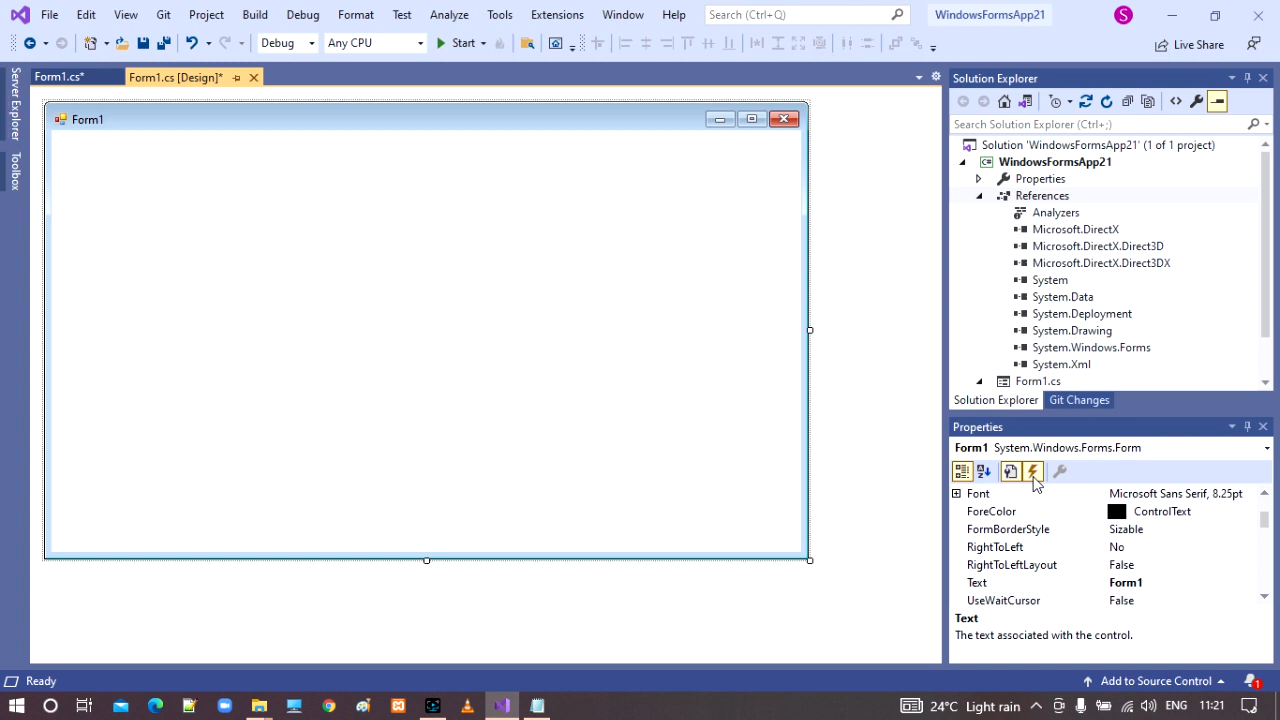 File Edit View Git Project Build Debug Format Test Analyze Tools Extensions Window Help Search (Ctrl+Q) WindowsFormsApp21 S
Debug Any CPU Start Live Share
Form1.cs* Form1.cs [Design]*
Server Explorer
Toolbox
Form1
Solution Explorer
Search Solution Explorer (Ctrl+;)
Solution 'WindowsFormsApp21' (1 of 1 project)
C# WindowsFormsApp21
Properties
References
Analyzers
Microsoft.DirectX
Microsoft.DirectX.Direct3D
Microsoft.DirectX.Direct3DX
System
System.Data
System.Deployment
System.Drawing
System.Windows.Forms
System.Xml
Form1.cs
Solution Explorer Git Changes
Properties
Form1 System.Windows.Forms.Form
Font Microsoft Sans Serif, 8.25pt
ForeColor ControlText
FormBorderStyle Sizable
RightToLeft No
RightToLeftLayout False
Text Form1
UseWaitCursor False
Text
The text associated with the control.
Ready Add to Source Control 1
24°C Light rain ENG 11:21